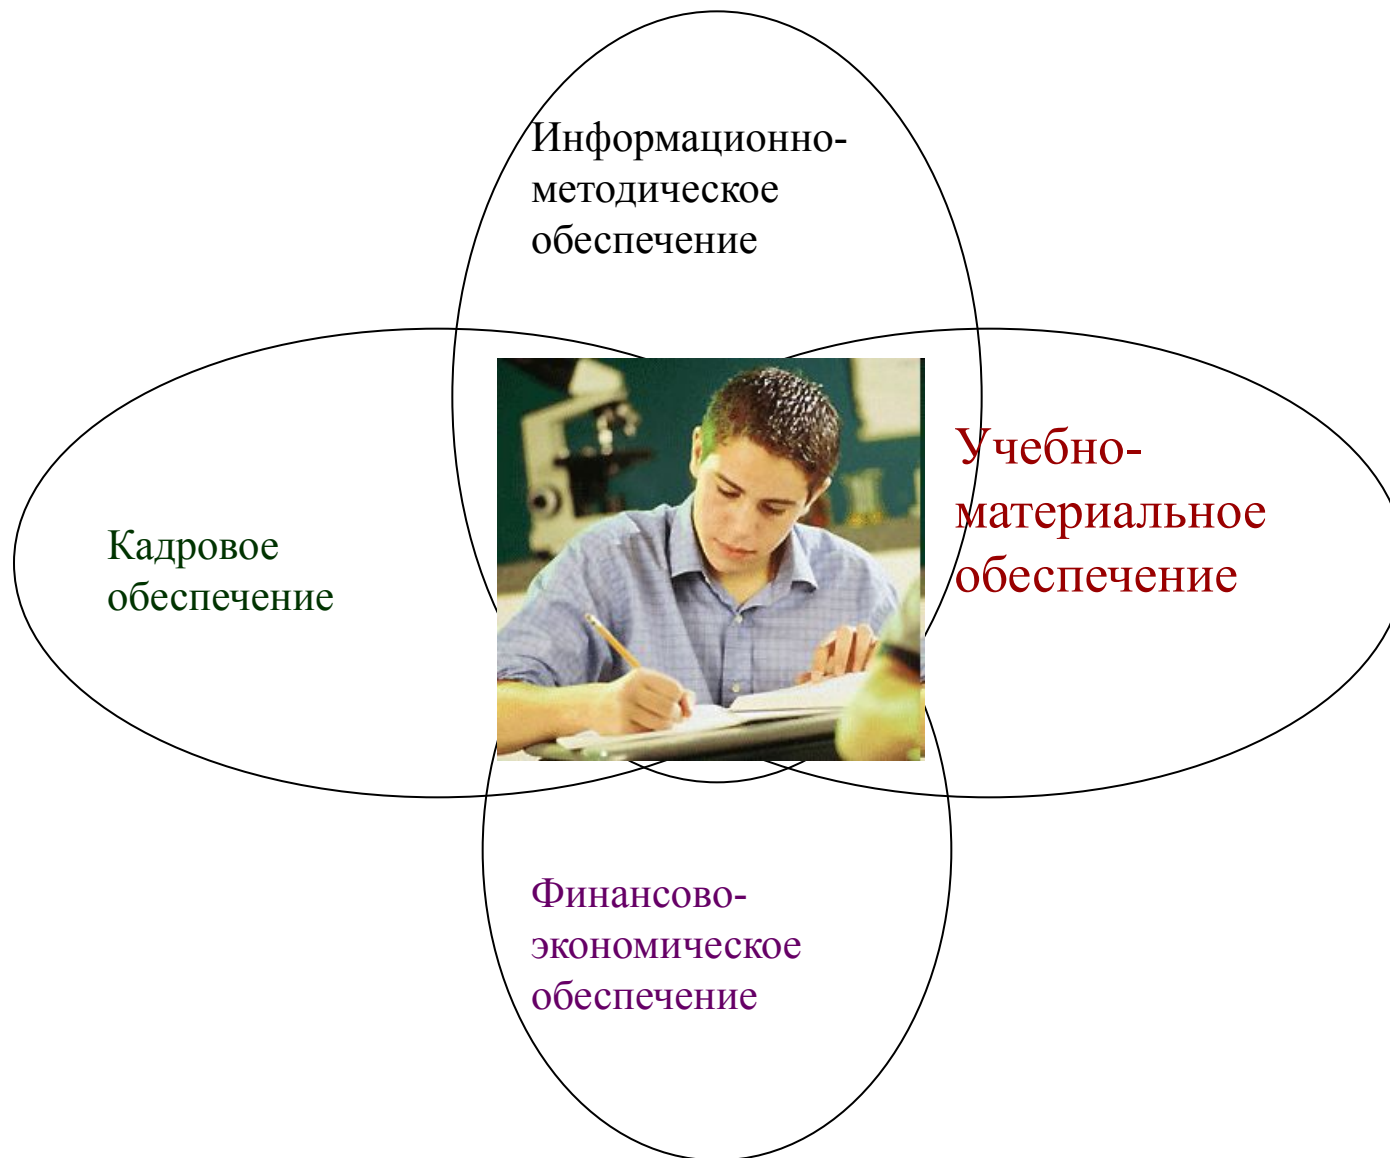 Информационно-
методическое
обеспечение
Учебно-
материальное
обеспечение
Кадровое
обеспечение
Финансово-
экономическое
обеспечение